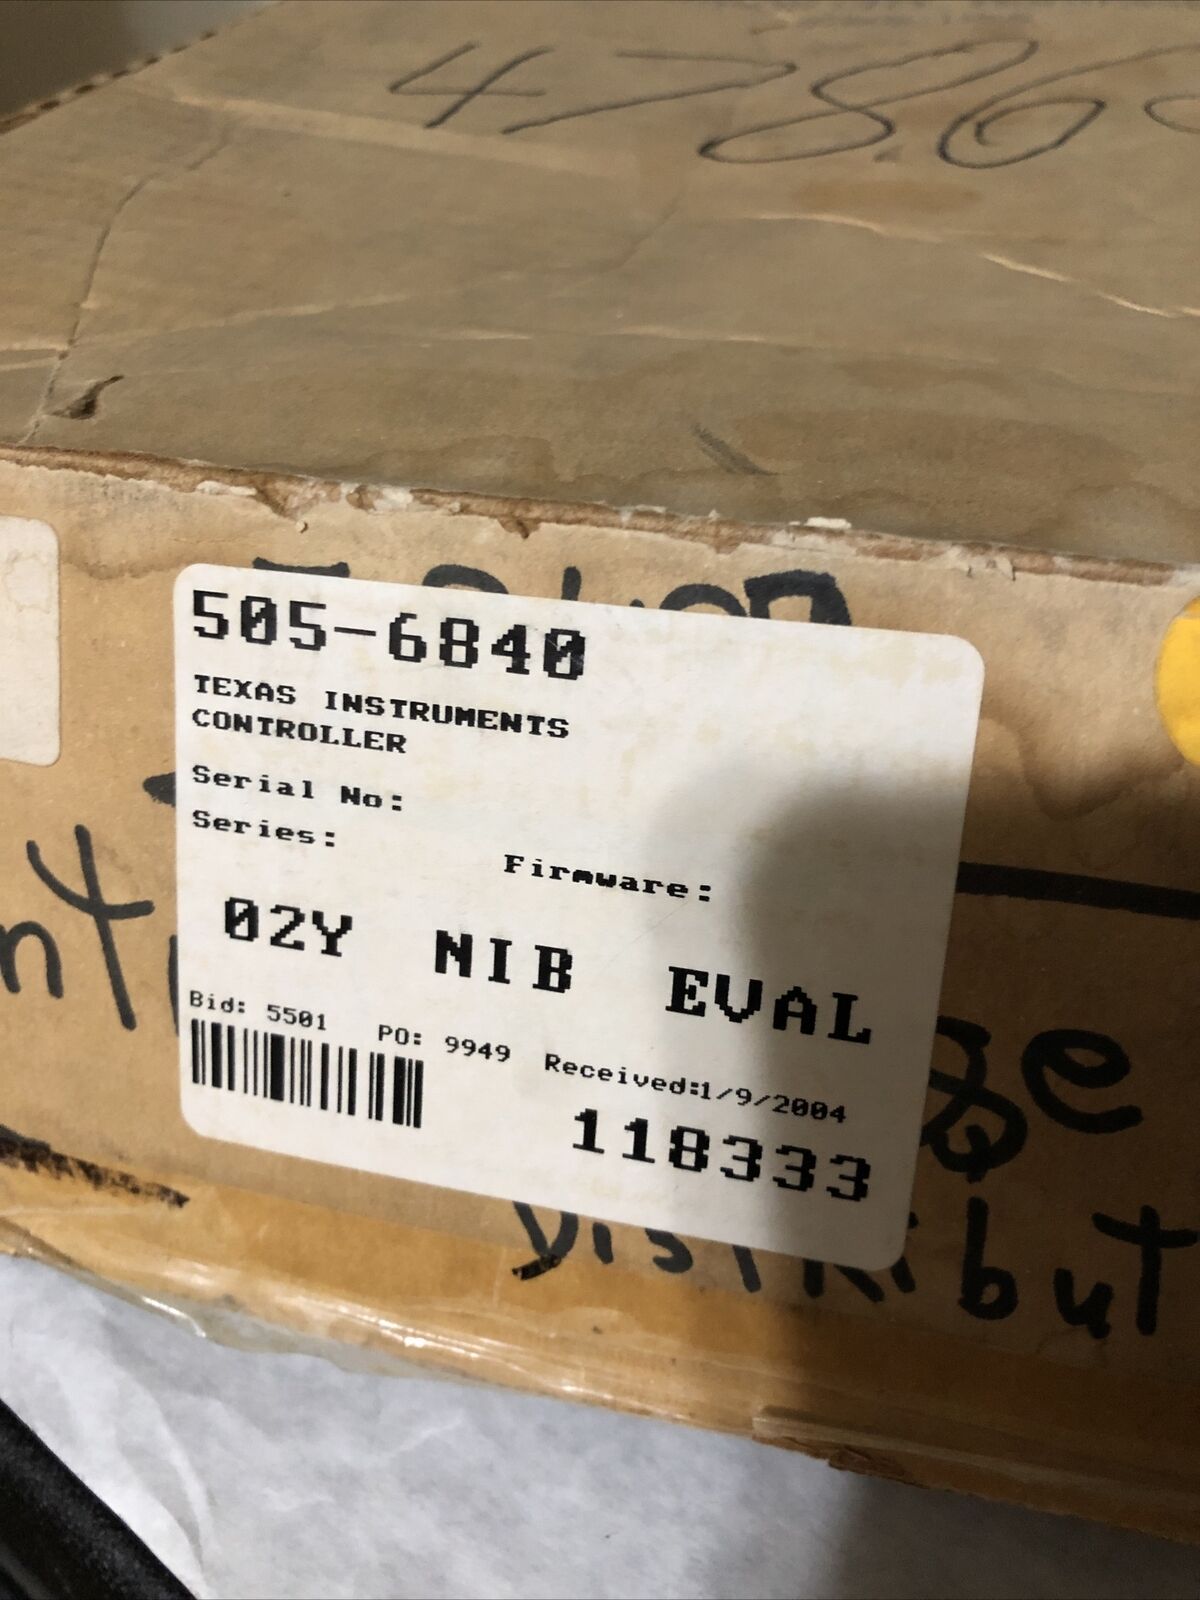 505-6840
TEXAS INSTRUMENTS
CONTROLLER
Serial No:
Series:
Firmware:
02Y NIB EVAL
Bid: 5501 PO: 9949 Received:1/9/2004
118333
Distribut